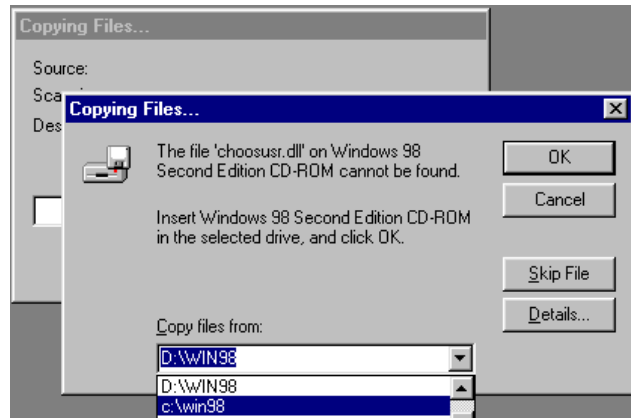 Copying Files...
Source:
Copying Files...
The file 'choosusr.dll' on Windows 98
Second Edition CD-ROM cannot be found.
Insert Windows 98 Second Edition CD-ROM
in the selected drive, and click OK.
OK
Cancel
Skip File
Details...
Copy files from:
D:\WIN98
D:\WIN98
c:\win98